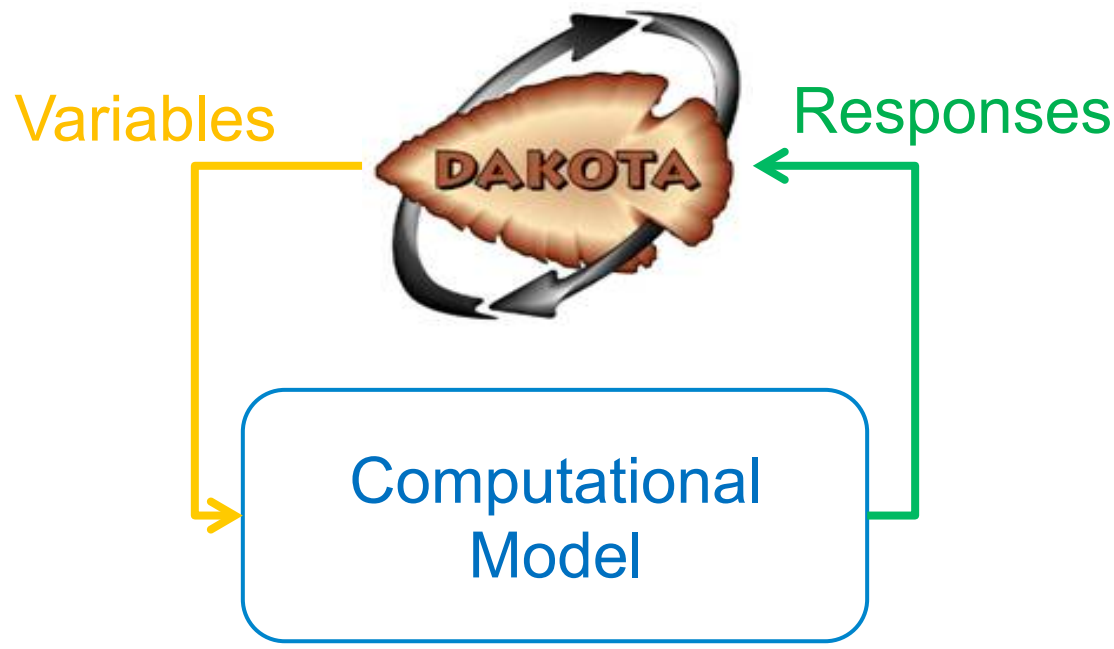 Variables
Responses
DAKOTA
Computational
Model